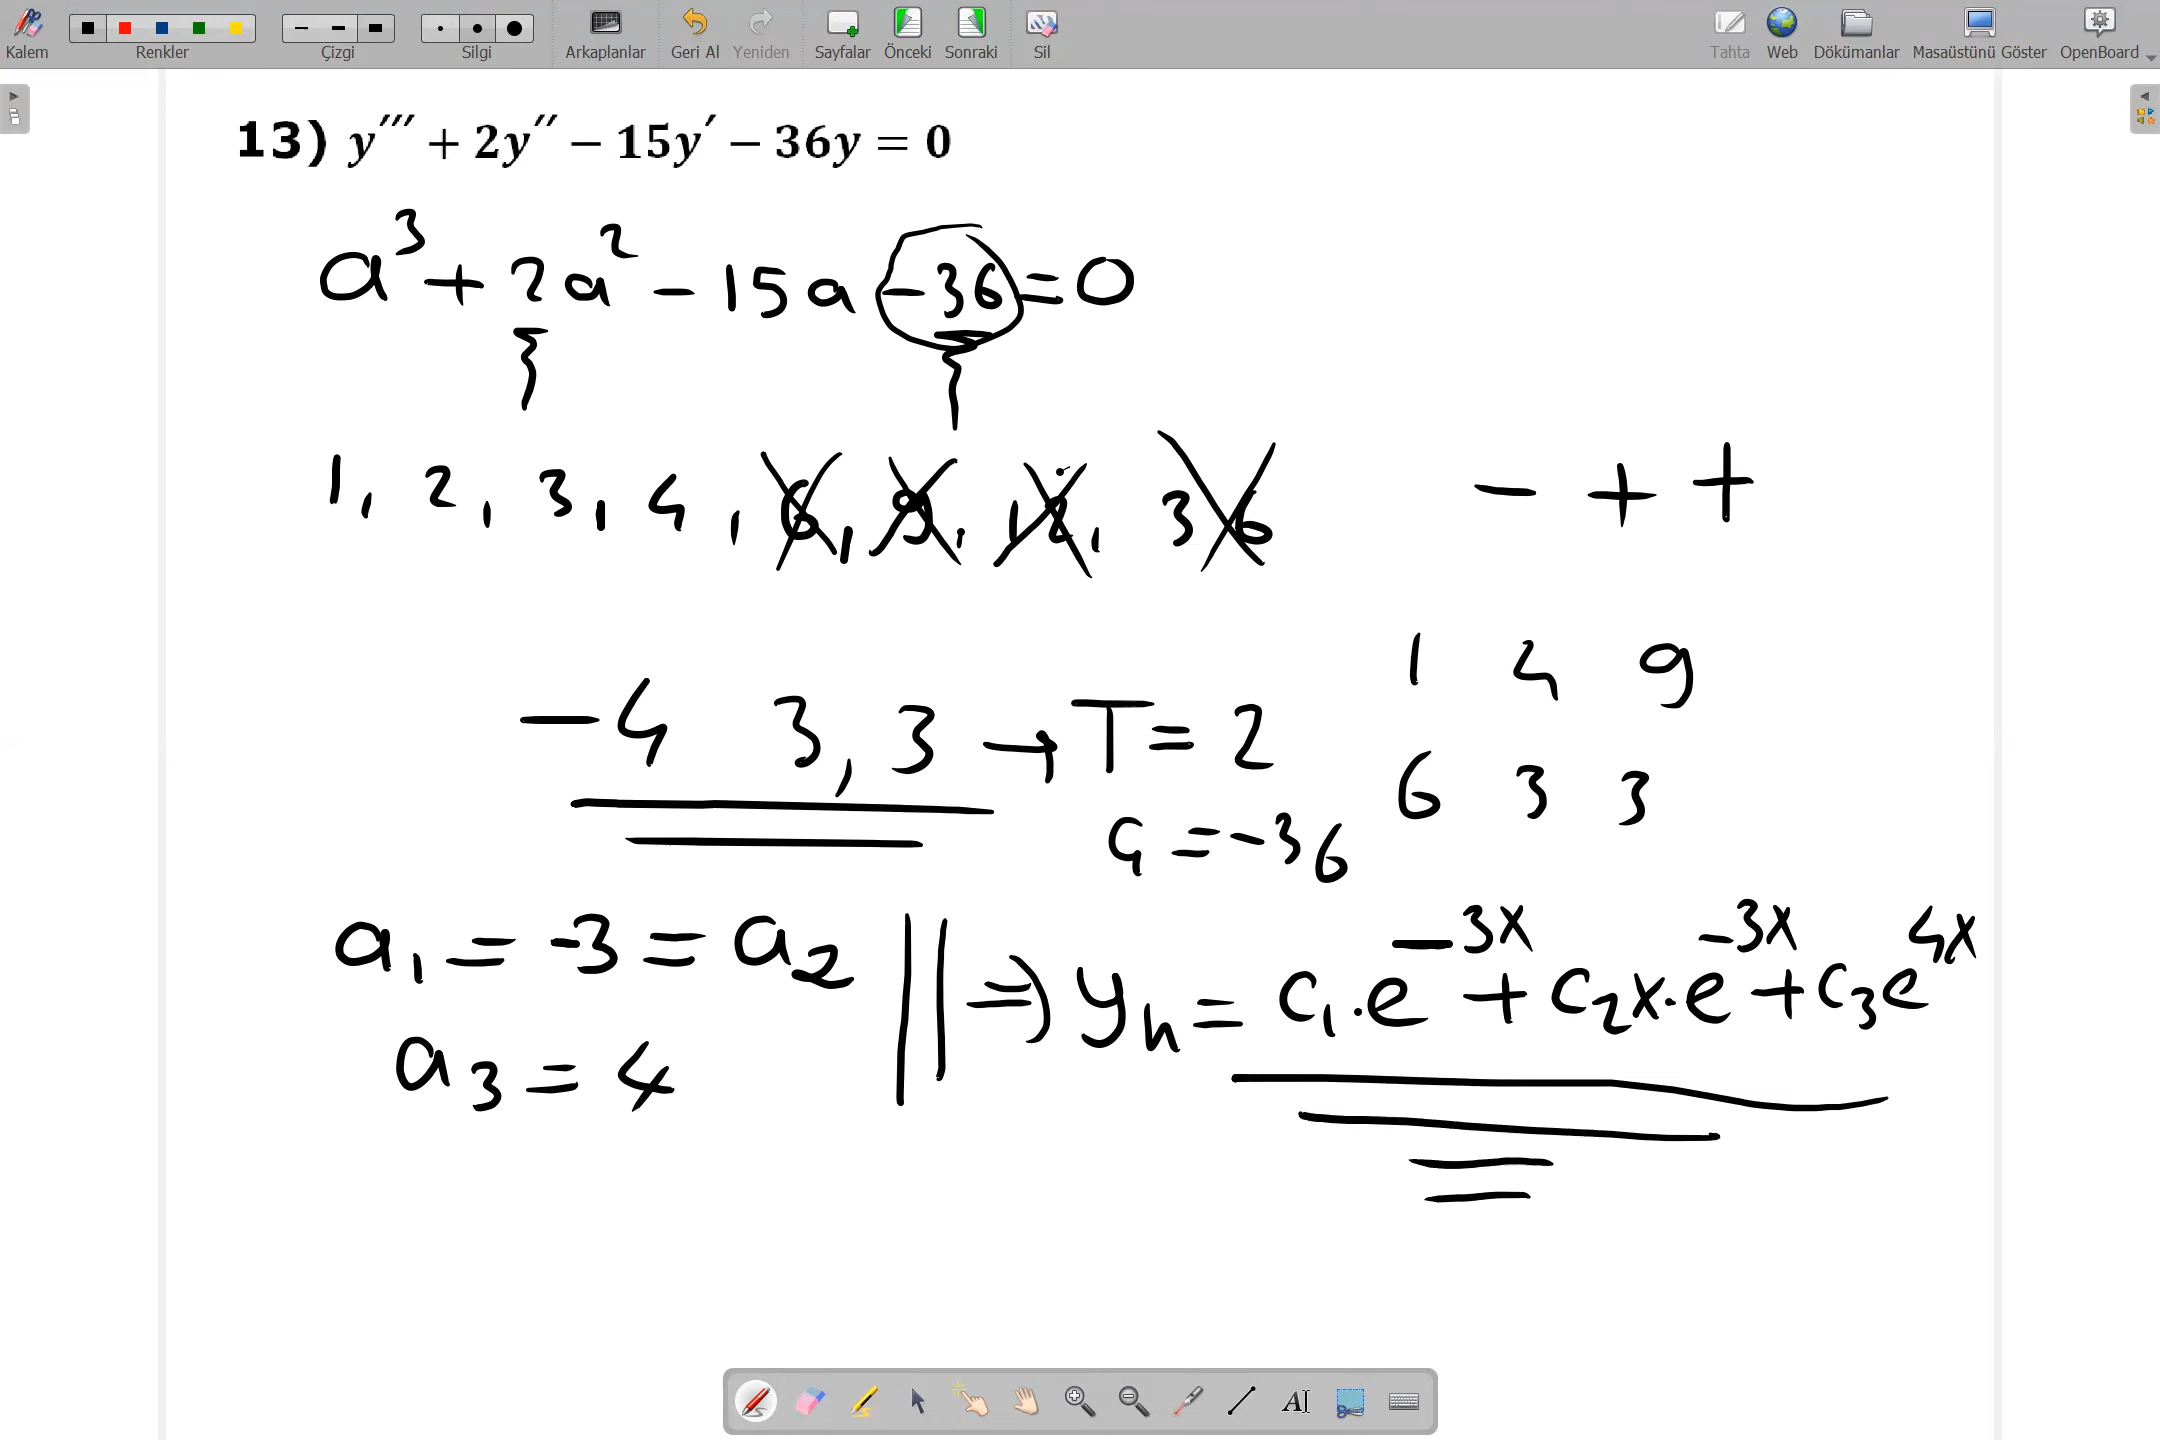 Kalem Renkler Çizgi Silgi Arkaplanlar Geri Al Yeniden Sayfalar Önceki Sonraki Sil Tahta Web Dökümanlar Masaüstünü Göster OpenBoard
13) y''' + 2y'' − 15y' − 36y = 0
a³ + 2a² − 15a − 36 = 0
1, 2, 3, 4, 6, 9, 12, 36 − + +
1 4 9
−4 3, 3 → T = 2
6 3 3
Ç = −36
a₁ = −3 = a₂ ⇒ yₕ = c₁·e⁻³ˣ + c₂x·e⁻³ˣ + c₃e⁴ˣ
a₃ = 4